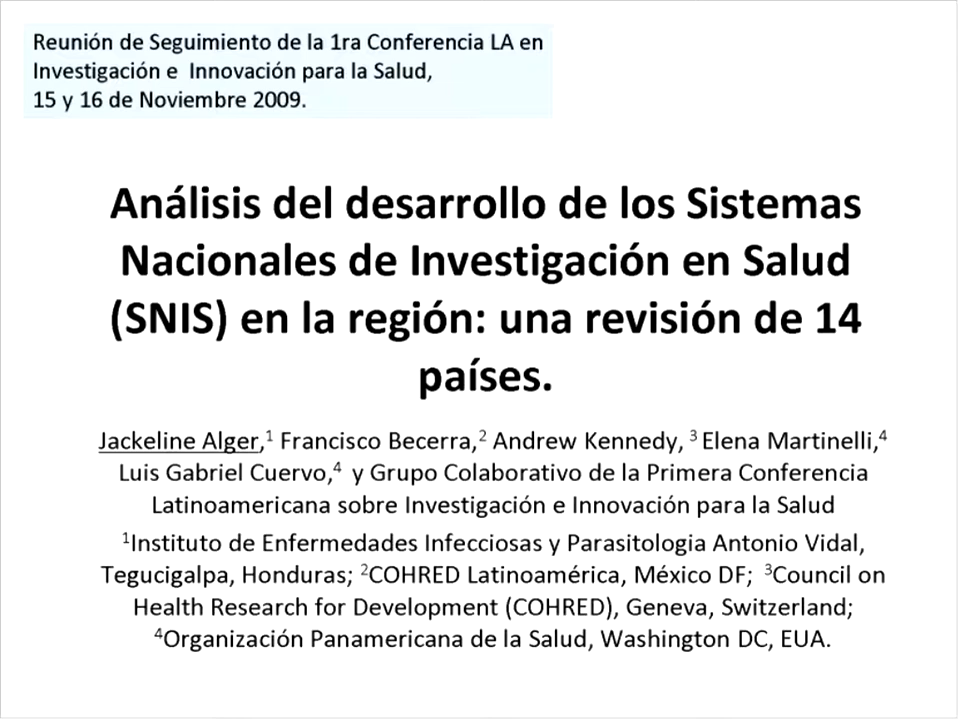 Reunión de Seguimiento de la 1ra Conferencia LA en
Investigación e Innovación para la Salud,
15 y 16 de Noviembre 2009.
Análisis del desarrollo de los Sistemas
Nacionales de Investigación en Salud
(SNIS) en la región: una revisión de 14
países.
Jackeline Alger,¹ Francisco Becerra,² Andrew Kennedy, ³ Elena Martinelli,⁴
Luis Gabriel Cuervo,⁴ y Grupo Colaborativo de la Primera Conferencia
Latinoamericana sobre Investigación e Innovación para la Salud
¹Instituto de Enfermedades Infecciosas y Parasitologia Antonio Vidal,
Tegucigalpa, Honduras; ²COHRED Latinoamérica, México DF; ³Council on
Health Research for Development (COHRED), Geneva, Switzerland;
⁴Organización Panamericana de la Salud, Washington DC, EUA.